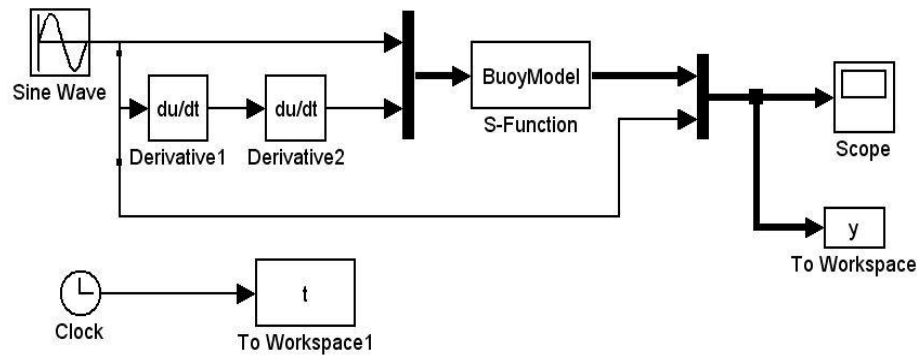 Sine Wave
du/dt
Derivative1
du/dt
Derivative2
BuoyModel
S-Function
Scope
y
To Workspace
Clock
t
To Workspace1